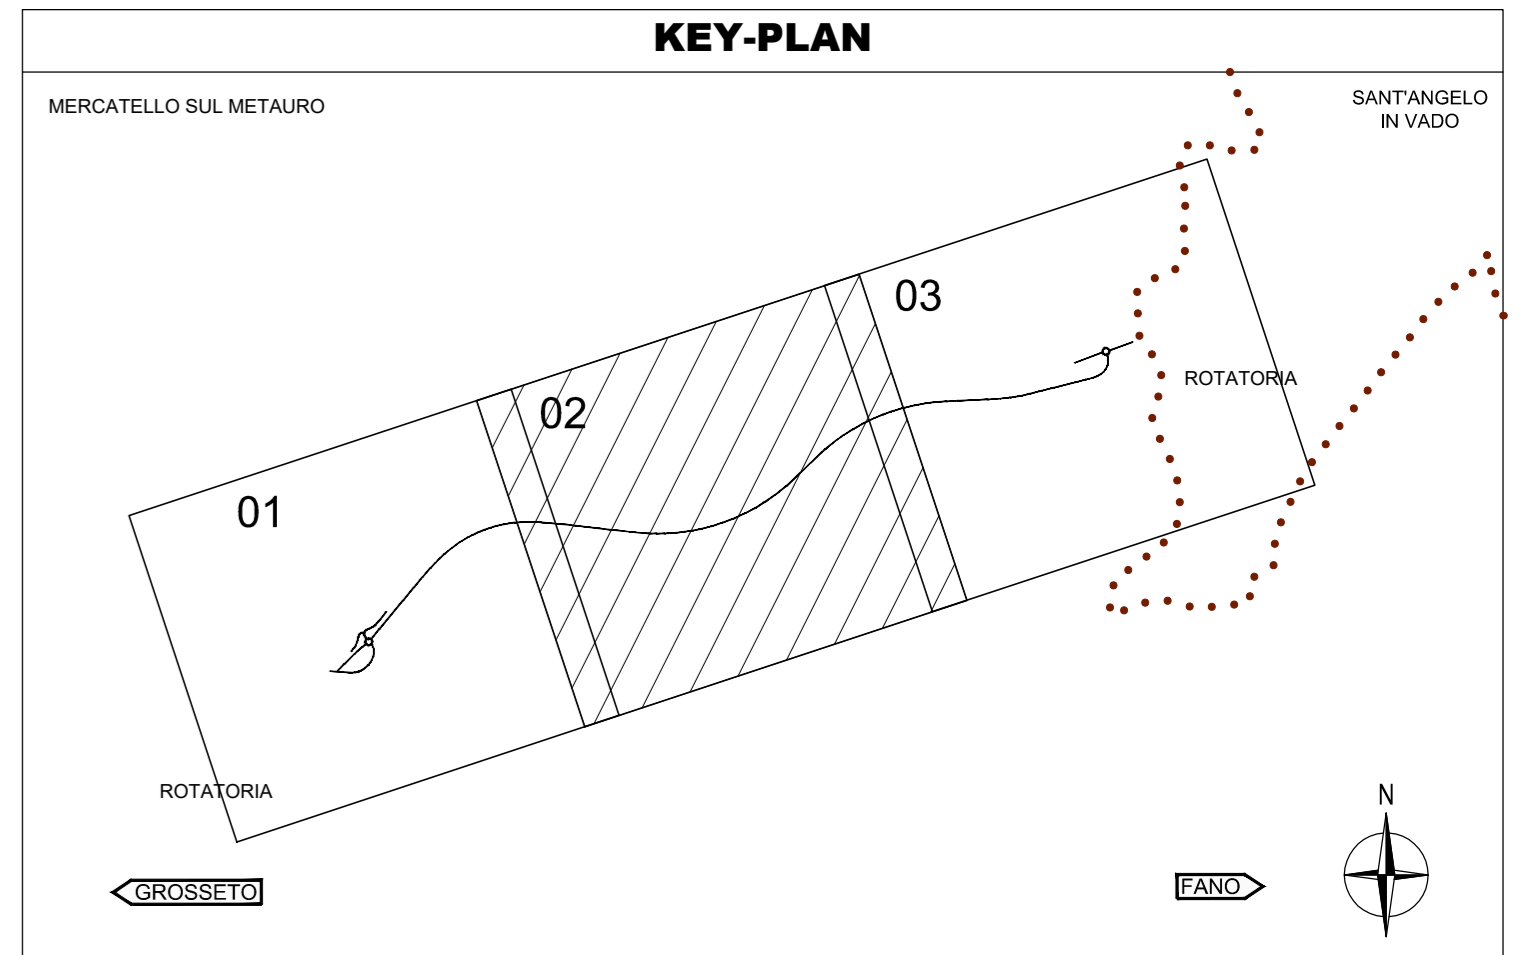 KEY-PLAN
MERCATELLO SUL METAURO
SANT'ANGELO
IN VADO
03
ROTATORIA
02
01
ROTATORIA
N
GROSSETO
FANO